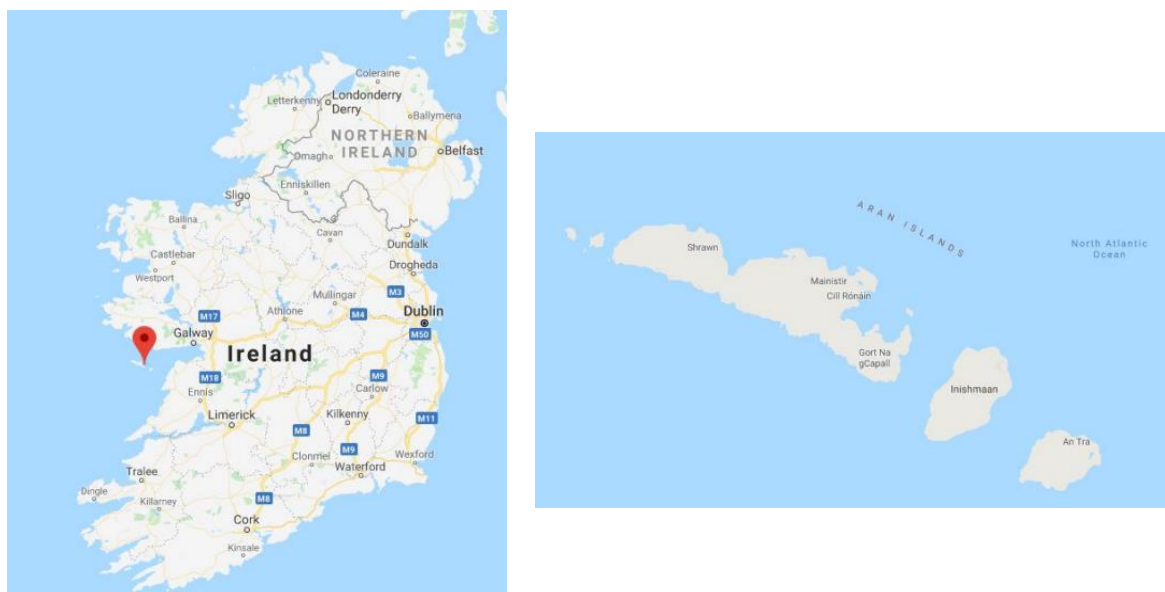 Coleraine
Letterkenny
Londonderry
Derry
Ballymena
NORTHERN
IRELAND
Omagh
Belfast
Enniskillen
Sligo
Ballina
Cavan
Dundalk
Castlebar
Drogheda
Westport
Mullingar
M3
M17
Athlone
M4
Dublin
Galway
M50
Ireland
M18
M9
Ennis
Carlow
Limerick
Kilkenny
M11
M8
M9
Clonmel
Wexford
Waterford
Tralee
Dingle
Killarney
M8
Cork
Kinsale
ARAN ISLANDS
Shrawn
North Atlantic
Ocean
Mainistir
Cill Rónáin
Gort Na
gCapall
Inishmaan
An Tra